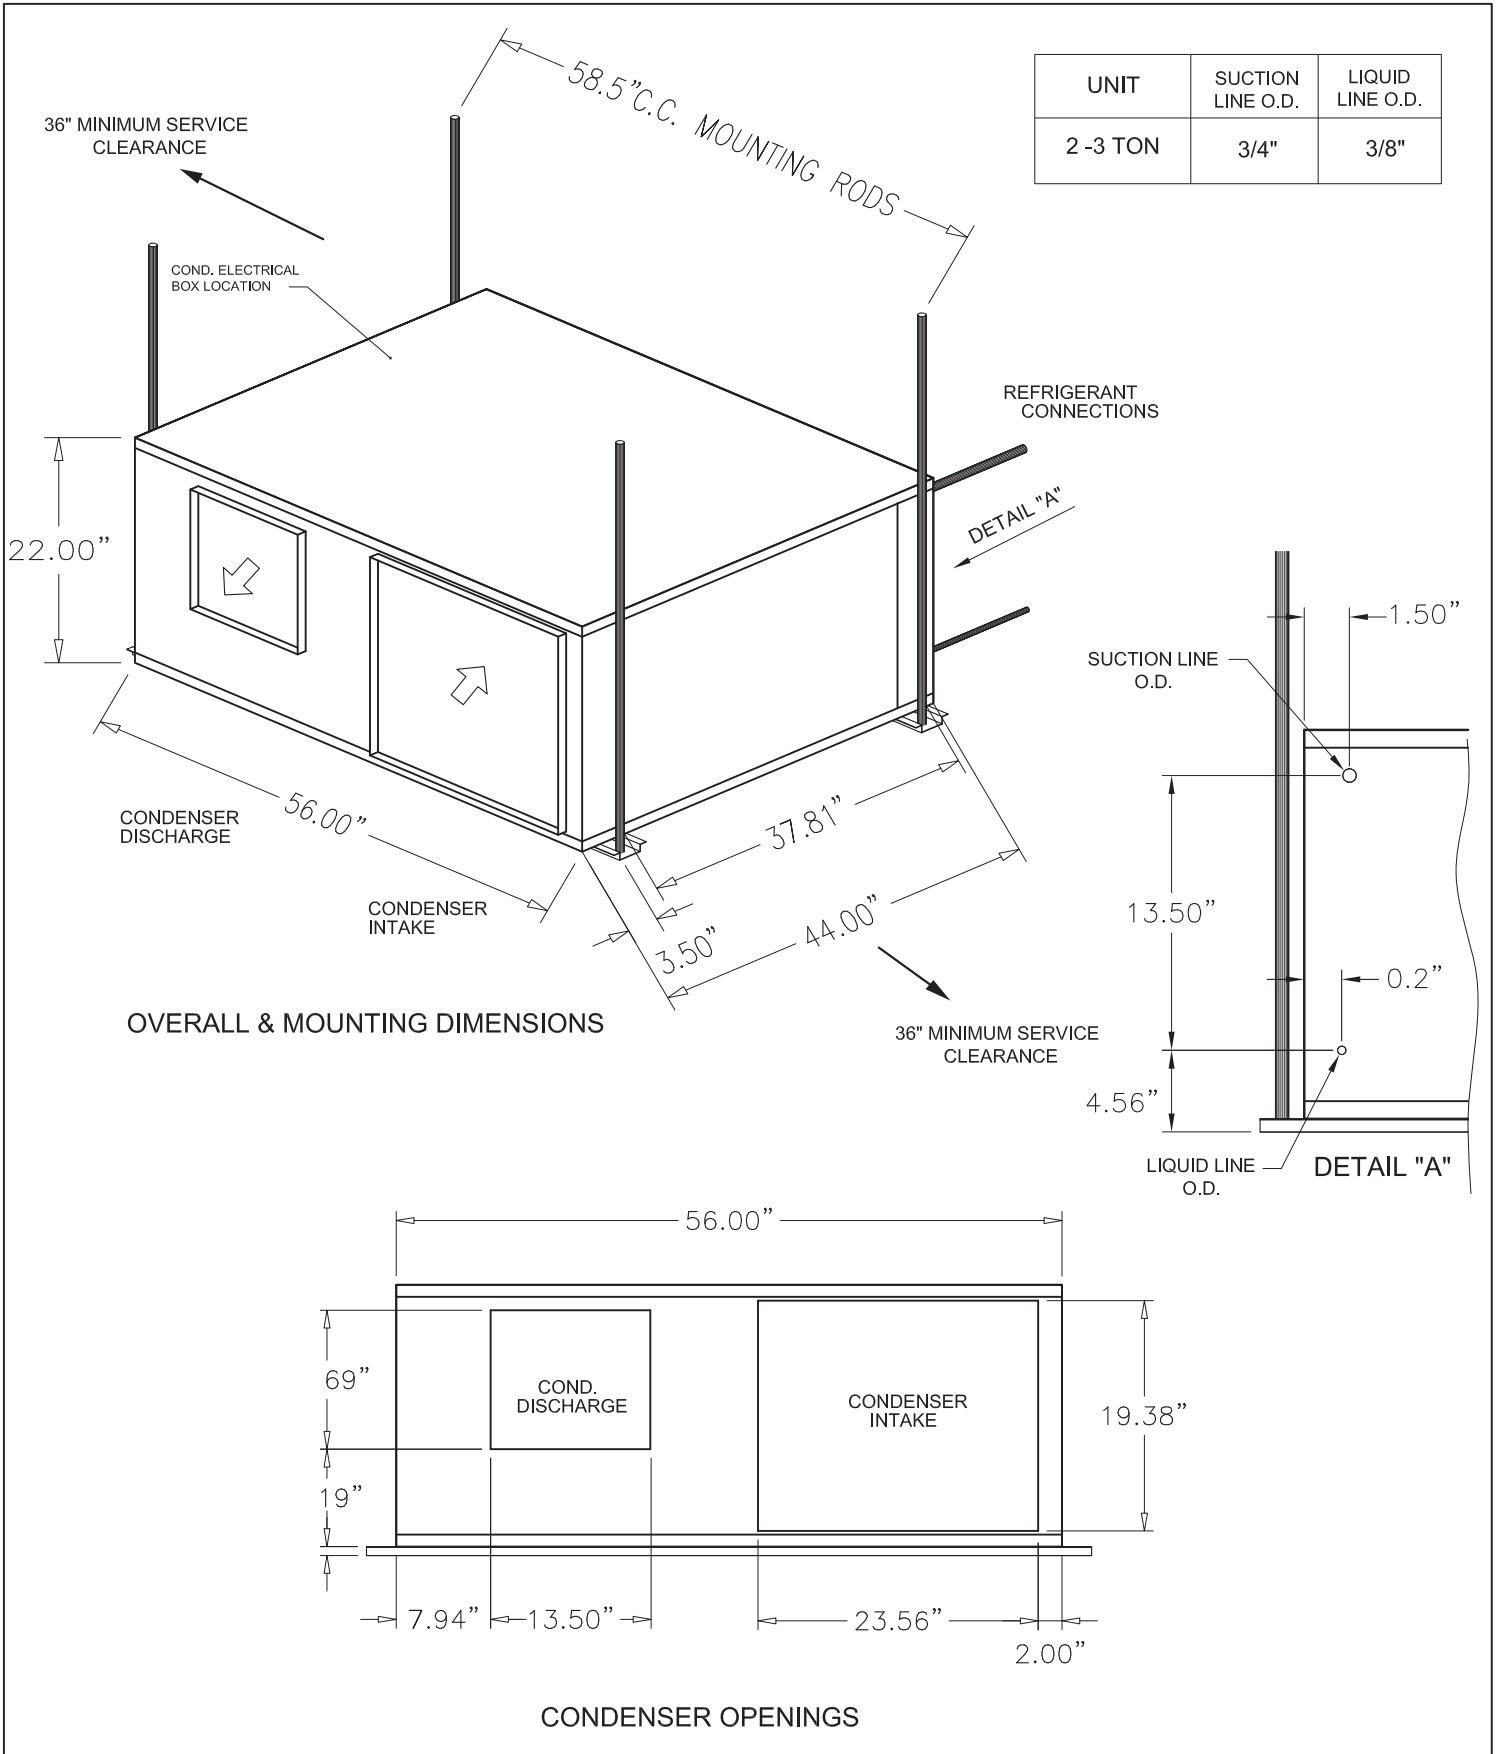 58.5”C.C. MOUNTING RODS
UNIT
SUCTION
LINE O.D.
LIQUID
LINE O.D.
2 -3 TON
3/4"
3/8"
36" MINIMUM SERVICE
CLEARANCE
COND. ELECTRICAL
BOX LOCATION
REFRIGERANT
CONNECTIONS
DETAIL "A"
22.00”
56.00”
CONDENSER
DISCHARGE
CONDENSER
INTAKE
37.81”
44.00”
3.50”
36" MINIMUM SERVICE
CLEARANCE
OVERALL & MOUNTING DIMENSIONS
1.50”
SUCTION LINE
O.D.
13.50”
0.2”
4.56”
LIQUID LINE
O.D.
DETAIL "A"
56.00”
69”
19”
COND.
DISCHARGE
CONDENSER
INTAKE
19.38”
7.94”
13.50”
23.56”
2.00”
CONDENSER OPENINGS